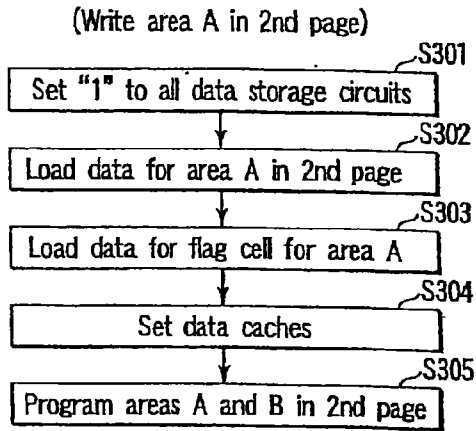 (Write area A in 2nd page)
S301
Set "1" to all data storage circuits
S302
Load data for area A in 2nd page
S303
Load data for flag cell for area A
S304
Set data caches
S305
Program areas A and B in 2nd page